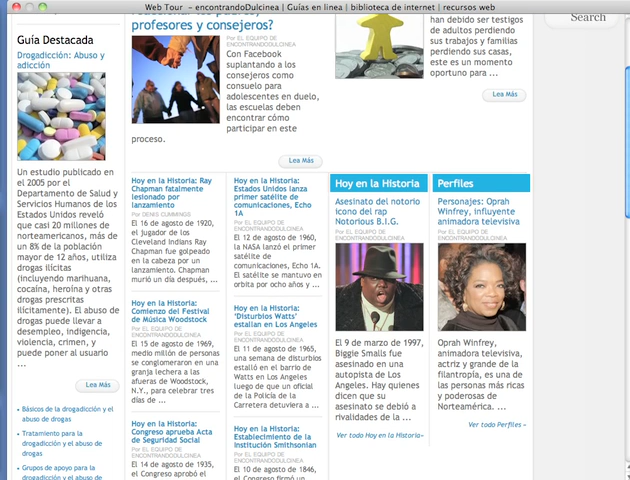 Web Tour - encontrandoDulcinea | Guías en linea | biblioteca de internet | recursos web
Search
Guía Destacada
Drogadicción: Abuso y
adicción
Un estudio publicado en
el 2005 por el
Departamento de Salud y
Servicios Humanos de los
Estados Unidos reveló
que casi 20 millones de
norteamericanos, más de
un 8% de la población
mayor de 12 años, utiliza
drogas ilícitas
(incluyendo marihuana,
cocaína, heroína y otras
drogas prescritas
ilícitamente). El abuso de
drogas puede llevar a
desempleo, indigencia,
violencia, crimen, y
puede poner al usuario
...
Lea Más
Básicos de la drogadicción y el
abuso de drogas
Tratamiento para la
drogadicción y el abuso de
drogas
Grupos de apoyo para la
drogadicción y el abuso de
profesores y consejeros?
Por EL EQUIPO DE
ENCONTRANDODULCINEA
Con Facebook
suplantando a los
consejeros como
consuelo para
adolescentes en duelo,
las escuelas deben
encontrar cómo
participar en este
proceso.
Lea Más
han debido ser testigos
de adultos perdiendo
sus trabajos y familias
perdiendo sus casas,
este es un momento
oportuno para ...
Lea Más
Hoy en la Historia: Ray
Chapman fatalmente
lesionado por
lanzamiento
Por DENIS CUMMINGS
El 16 de agosto de 1920,
el jugador de los
Cleveland Indians Ray
Chapman fue golpeado
en la cabeza por un
lanzamiento. Chapman
murió un día después, ...
Hoy en la Historia:
Comienzo del Festival
de Música Woodstock
Por EL EQUIPO DE
ENCONTRANDODULCINEA
El 15 de agosto de 1969,
medio millón de personas
se conglomeraron en una
granja lechera a las
afueras de Woodstock,
N.Y., para celebrar tres
días de ...
Hoy en la Historia:
Congreso aprueba Acta
de Seguridad Social
Por EL EQUIPO DE
ENCONTRANDODULCINEA
El 14 de agosto de 1935,
el Congreso aprobó el
Hoy en la Historia:
Estados Unidos lanza
primer satélite de
comunicaciones, Echo
1A
Por EL EQUIPO DE
ENCONTRANDODULCINEA
El 12 de agosto de 1960,
la NASA lanzó el primer
satélite de
comunicaciones, Echo 1A.
El satélite se mantuvo en
orbita por ocho años y ...
Hoy en la Historia:
‘Disturbios Watts’
estallan en Los Angeles
Por EL EQUIPO DE
ENCONTRANDODULCINEA
El 11 de agosto de 1965,
una semana de disturbios
estalló en el barrio de
Watts en Los Angeles
luego de que un oficial
de la Policía de la
Carretera detuviera a ...
Hoy en la Historia:
Establecimiento de la
Institución Smithsonian
Por EL EQUIPO DE
ENCONTRANDODULCINEA
El 10 de agosto de 1846,
el Congreso firmó un
Hoy en la Historia
Asesinato del notorio
icono del rap
Notorious B.I.G.
El 9 de marzo de 1997,
Biggie Smalls fue
asesinado en una
autopista de Los
Angeles. Hay quienes
dicen que su
asesinato se debió a
rivalidades de la ...
Ver todo Hoy en la Historia»
Perfiles
Personajes: Oprah
Winfrey, influyente
animadora televisiva
Oprah Winfrey,
animadora televisiva,
actriz y grande de la
filantropía, es una de
las personas más ricas
y poderosas de
Norteamérica. ...
Ver todo Perfiles »